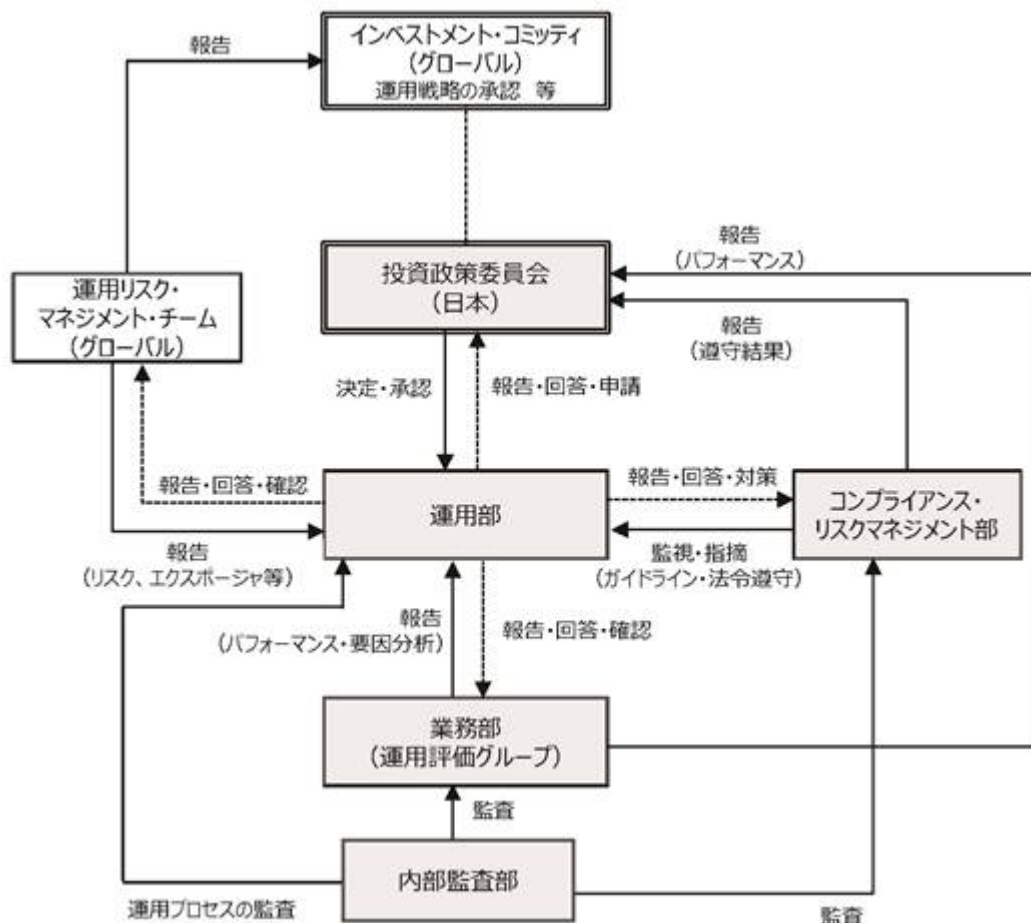 インベストメント・コミッティ
(グローバル)
運用戦略の承認 等
報告
投資政策委員会
(日本)
報告
(パフォーマンス)
運用リスク・
マネジメント・チーム
(グローバル)
報告
(遵守結果)
決定・承認
報告・回答・申請
報告・回答・確認
運用部
報告・回答・対策
コンプライアンス・
リスクマネジメント部
報告
(リスク、エクスポージャ等)
監視・指摘
(ガイドライン・法令遵守)
報告
(パフォーマンス・要因分析)
報告・回答・確認
業務部
(運用評価グループ)
監査
内部監査部
運用プロセスの監査
監査